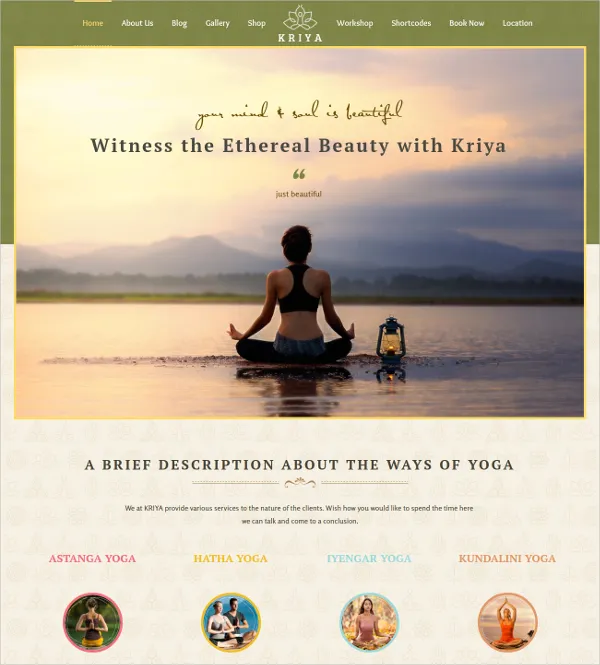 Home About Us Blog Gallery Shop KRIYA Workshop Shortcodes Book Now Location
your mind & soul is beautiful
Witness the Ethereal Beauty with Kriya
“
just beautiful
A BRIEF DESCRIPTION ABOUT THE WAYS OF YOGA
We at KRIYA provide various services to the nature of the clients. Wish how you would like to spend the time here
we can talk and come to a conclusion.
ASTANGA YOGA HATHA YOGA IYENGAR YOGA KUNDALINI YOGA